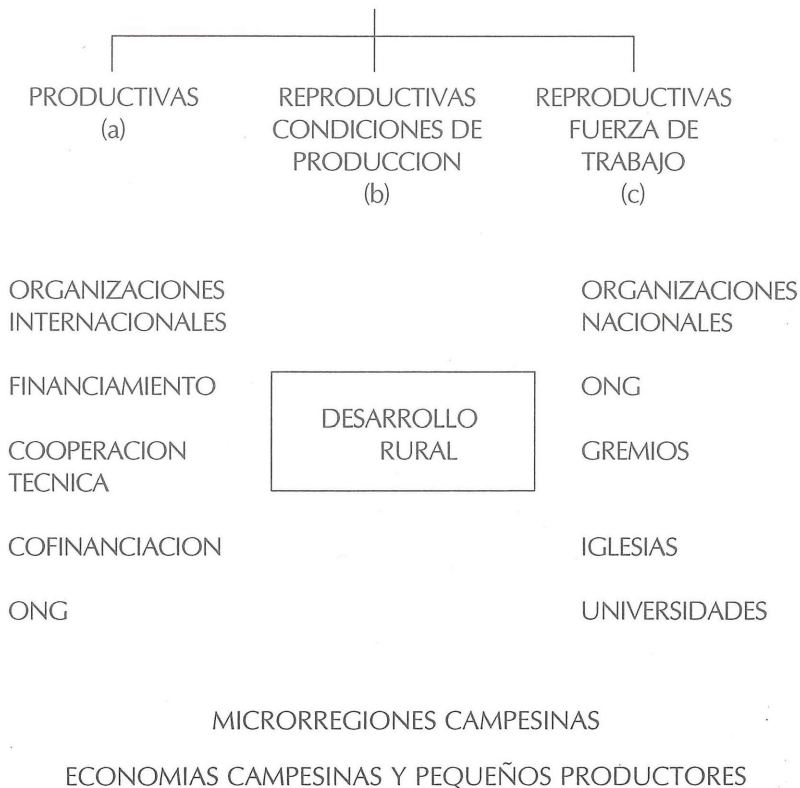 PRODUCTIVAS
(a)
REPRODUCTIVAS
CONDICIONES DE
PRODUCCION
(b)
REPRODUCTIVAS
FUERZA DE
TRABAJO
(c)
ORGANIZACIONES
INTERNACIONALES
FINANCIAMIENTO
COOPERACION
TECNICA
COFINANCIACION
ONG
DESARROLLO
RURAL
ORGANIZACIONES
NACIONALES
ONG
GREMIOS
IGLESIAS
UNIVERSIDADES
MICRORREGIONES CAMPESINAS
ECONOMIAS CAMPESINAS Y PEQUEÑOS PRODUCTORES